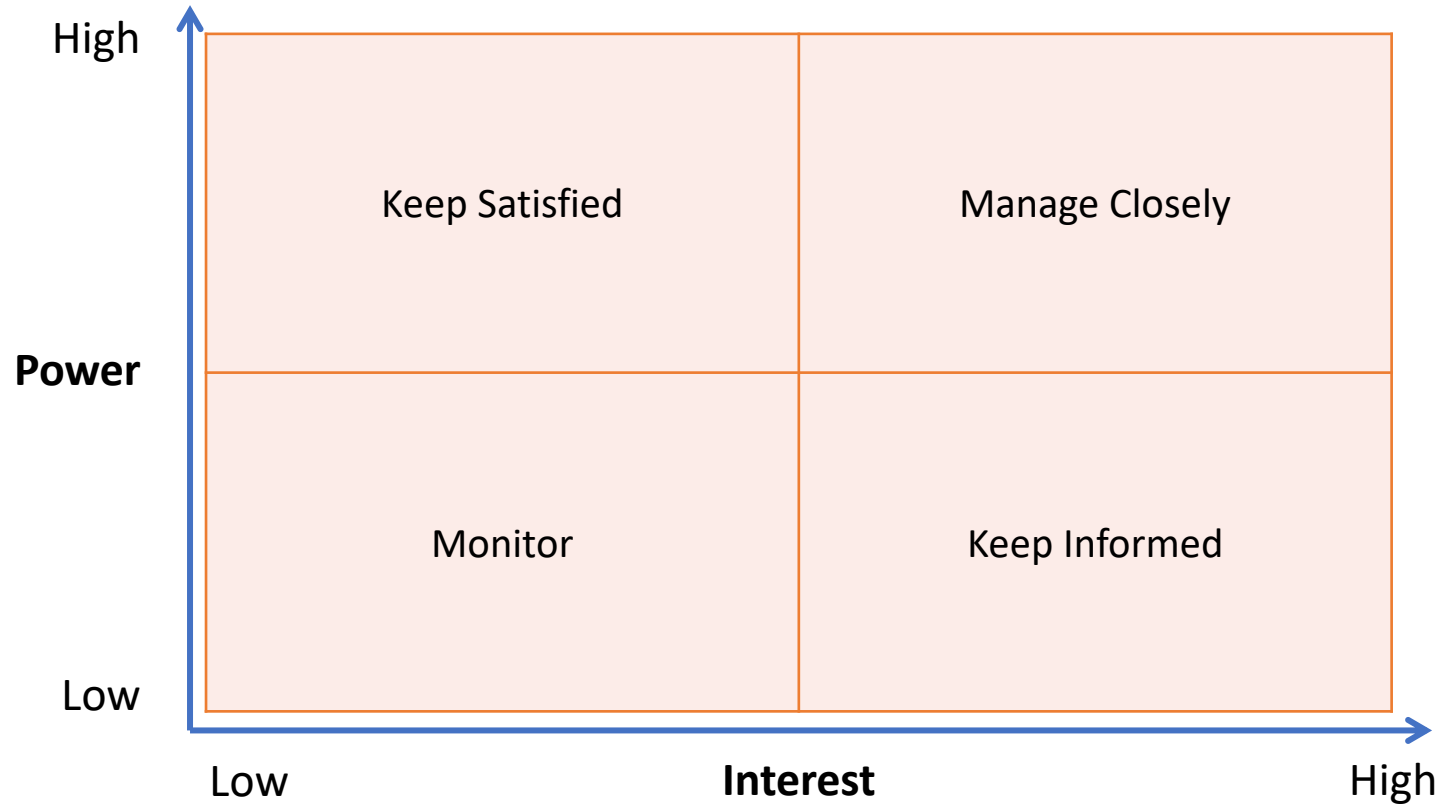 High
Keep Satisfied
Manage Closely
Power
Monitor
Keep Informed
Low
Low
Interest
High